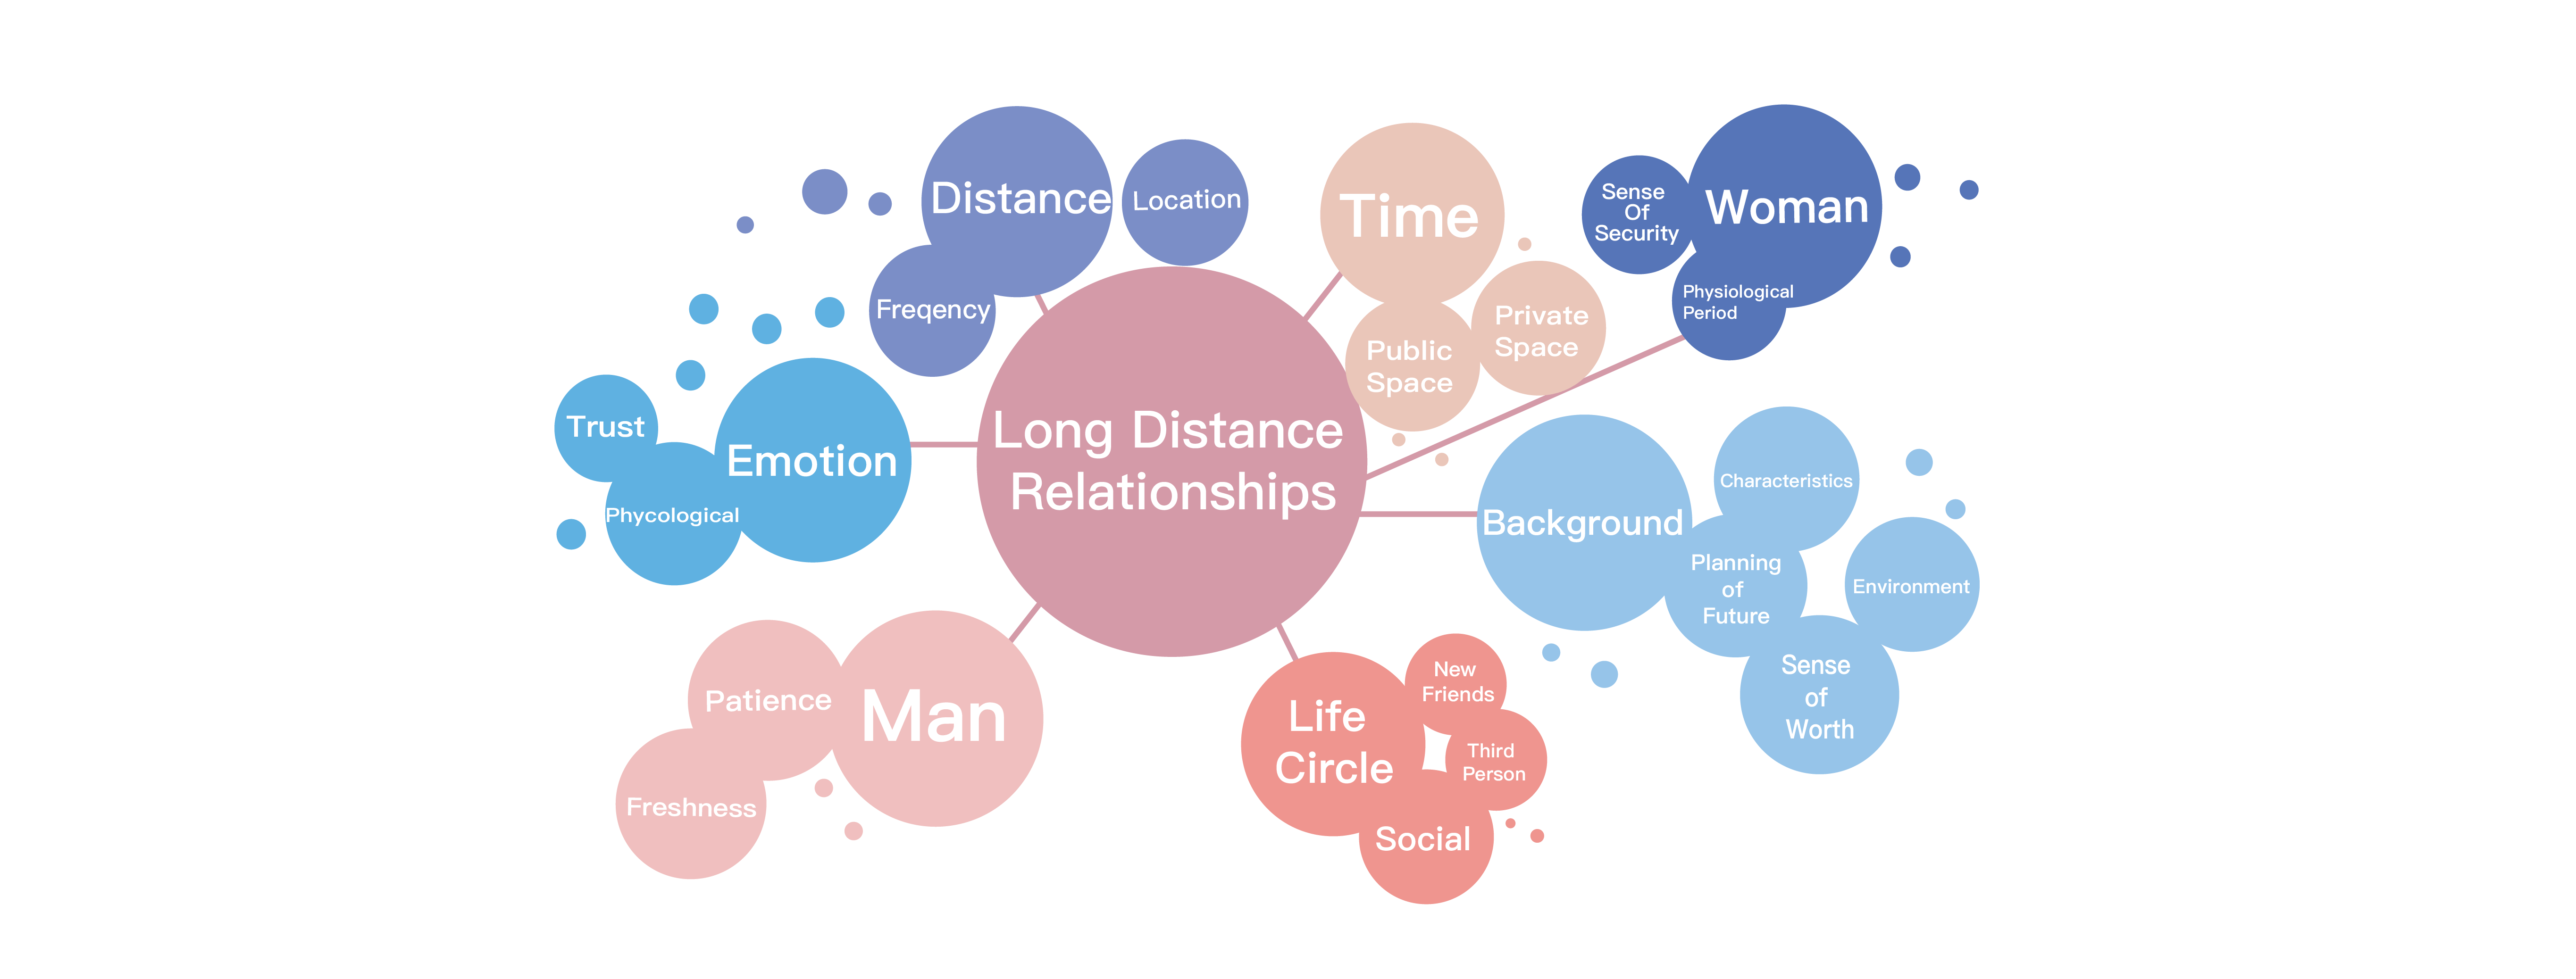 Distance
Location
Freqency
Time
Private
Space
Public
Space
Sense
Of
Security
Woman
Physiological
Period
Trust
Emotion
Phycological
Long Distance
Relationships
Background
Characteristics
Planning
of
Future
Environment
Sense
of
Worth
Patience
Man
Freshness
Life
Circle
New
Friends
Third
Person
Social